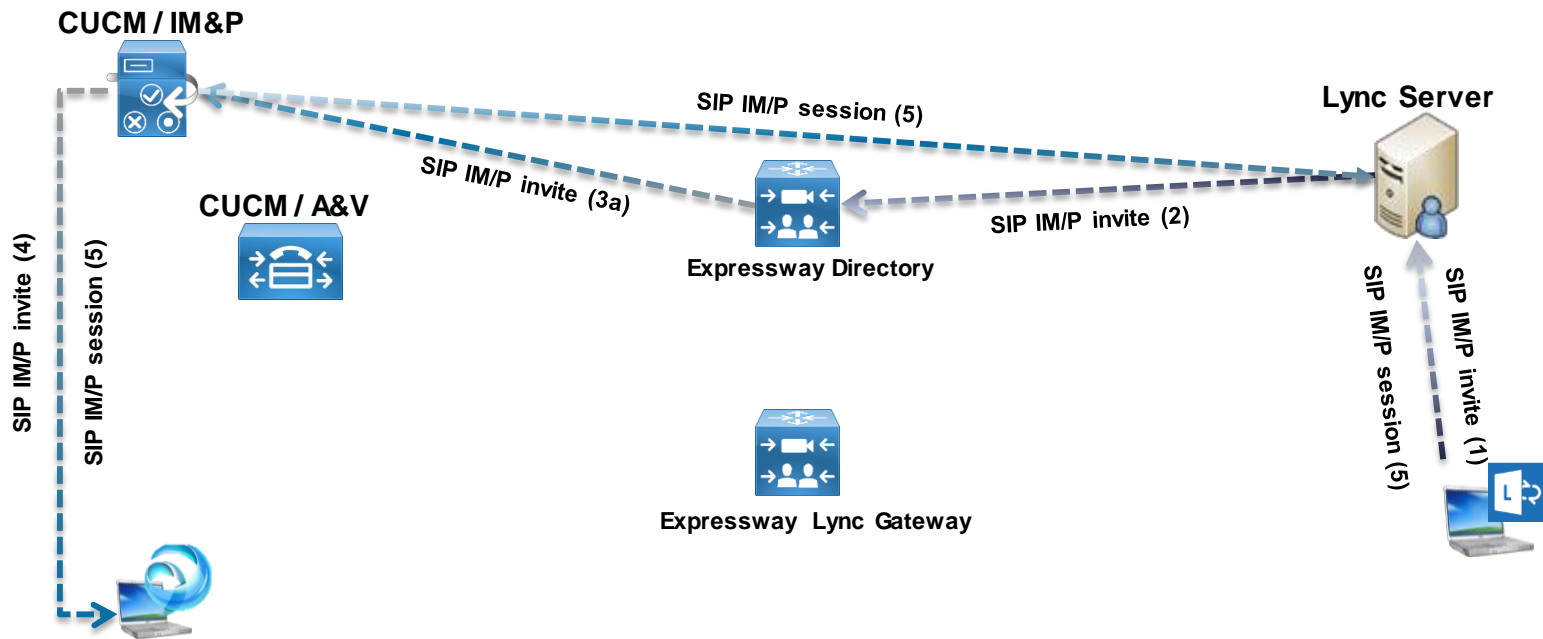 CUCM / IM&P
Lync Server
SIP IM/P session (5)
SIP IM/P invite (3a)
SIP IM/P invite (2)
CUCM / A&V
Expressway Directory
SIP IM/P invite (4)
SIP IM/P session (5)
SIP IM/P session (5)
SIP IM/P invite (1)
L
Expressway Lync Gateway